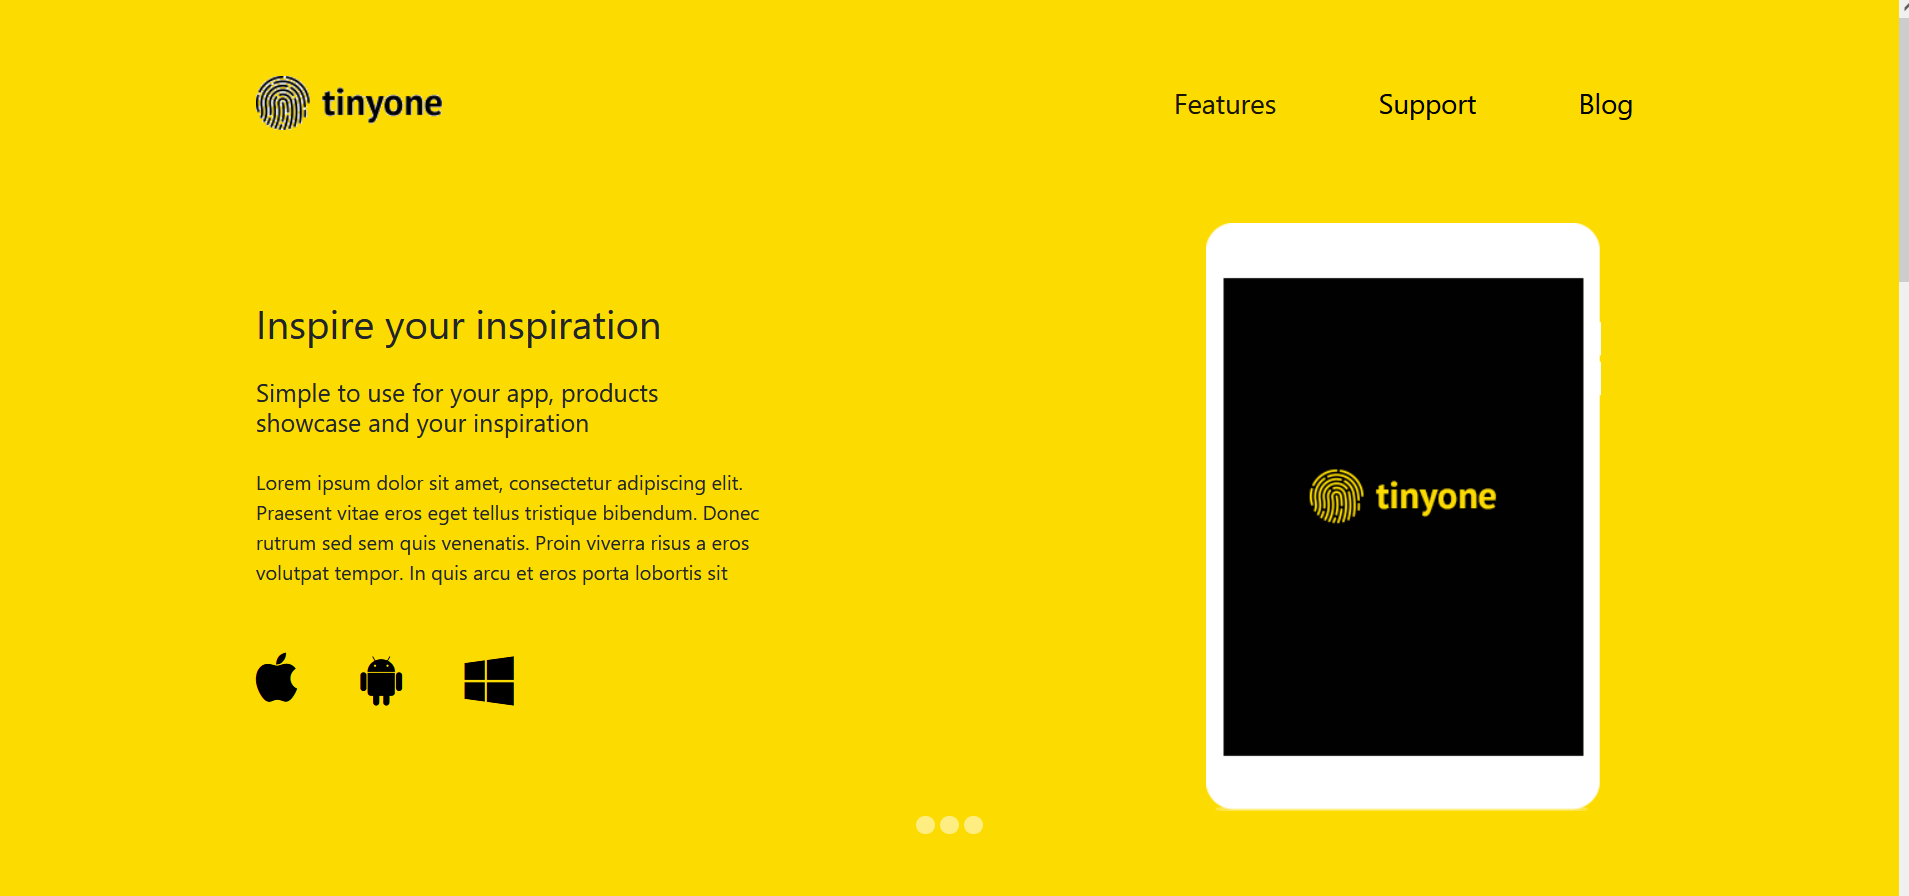 tinyone
Features
Support
Blog
Inspire your inspiration
Simple to use for your app, products
showcase and your inspiration
Lorem ipsum dolor sit amet, consectetur adipiscing elit.
Praesent vitae eros eget tellus tristique bibendum. Donec
rutrum sed sem quis venenatis. Proin viverra risus a eros
volutpat tempor. In quis arcu et eros porta lobortis sit
tinyone